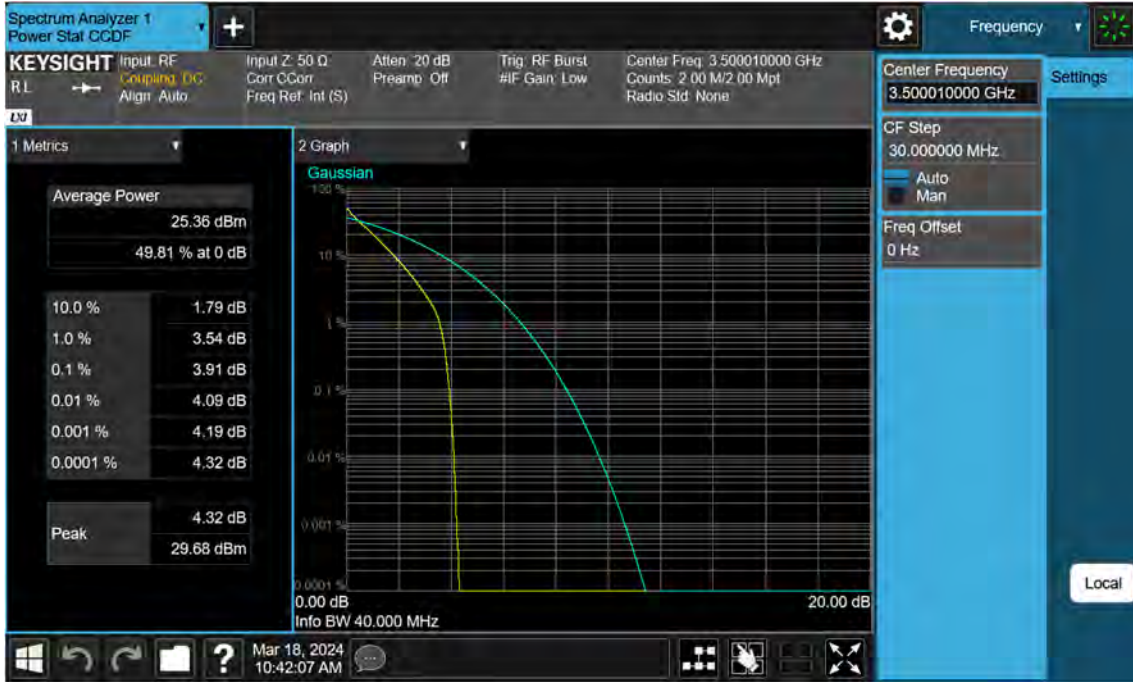 Spectrum Analyzer 1
Power Stat CCDF
Frequency
KEYSIGHT
R L
LXI
Input: RF
Coupling: DC
Align: Auto
Input Z: 50 Ω
Corr CCorr
Freq Ref: Int (S)
Atten: 20 dB
Preamp: Off
Trig: RF Burst
#IF Gain: Low
Center Freq: 3.500010000 GHz
Counts: 2.00 M/2.00 Mpt
Radio Std: None
Center Frequency
3.500010000 GHz
Settings
CF Step
30.000000 MHz
Auto
Man
Freq Offset
0 Hz
1 Metrics
Average Power
25.36 dBm
49.81 % at 0 dB
10.0 % 1.79 dB
1.0 % 3.54 dB
0.1 % 3.91 dB
0.01 % 4.09 dB
0.001 % 4.19 dB
0.0001 % 4.32 dB
Peak
4.32 dB
29.68 dBm
2 Graph
Gaussian
100 %
10 %
1 %
0.1 %
0.01 %
0.001 %
0.0001 %
0.00 dB 20.00 dB
Info BW 40.000 MHz
Local
?
Mar 18, 2024
10:42:07 AM